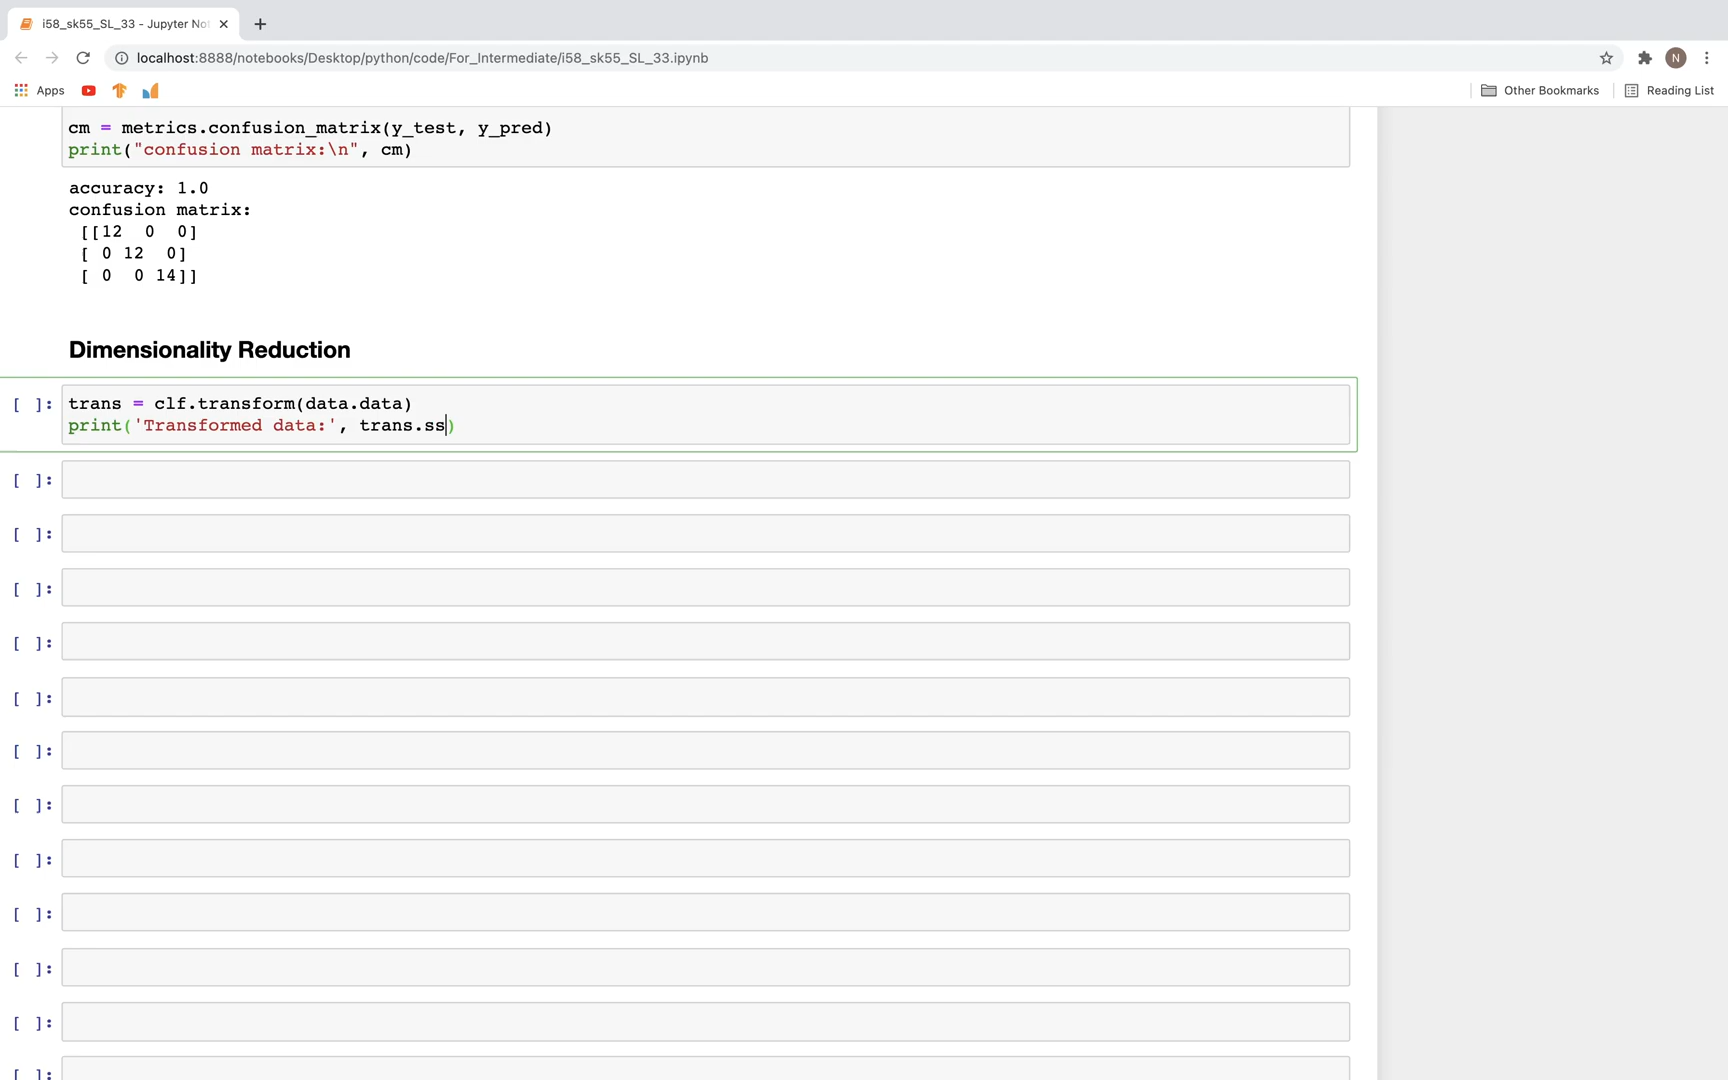 i58_sk55_SL_33 - Jupyter No
localhost:8888/notebooks/Desktop/python/code/For_Intermediate/i58_sk55_SL_33.ipynb
N
Apps
Other Bookmarks
Reading List
cm = metrics.confusion_matrix(y_test, y_pred)
print("confusion matrix:\n", cm)
accuracy: 1.0
confusion matrix:
[[12 0 0]
[ 0 12 0]
[ 0 0 14]]
Dimensionality Reduction
[ ]: trans = clf.transform(data.data)
print('Transformed data:', trans.ss)
[ ]:
[ ]:
[ ]:
[ ]:
[ ]:
[ ]:
[ ]:
[ ]:
[ ]:
[ ]:
[ ]:
[ ]: